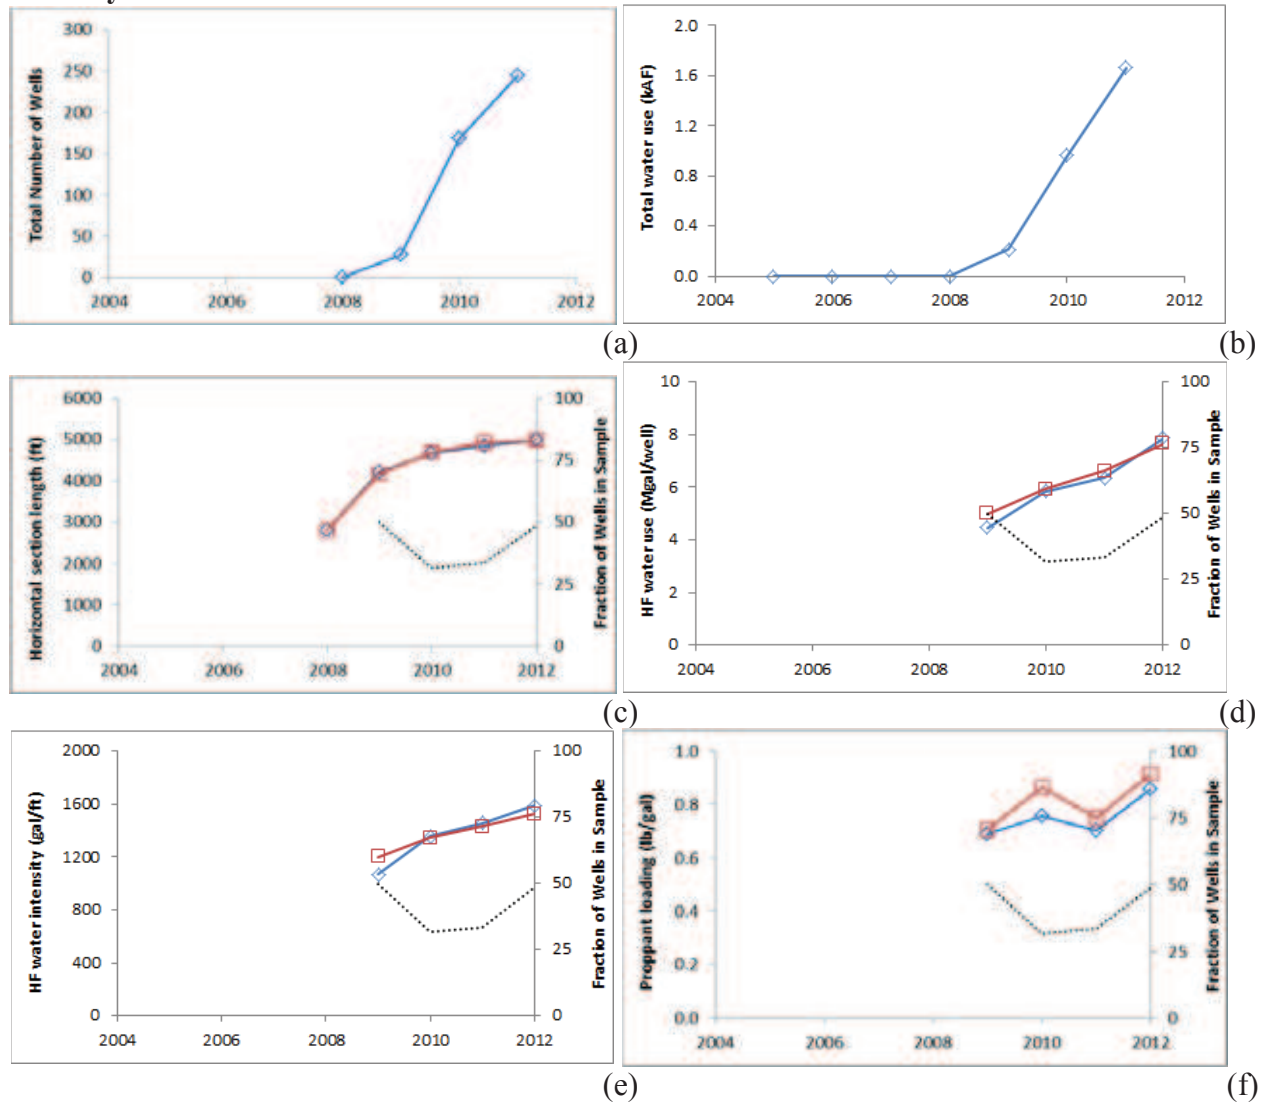 300
250
200
150
100
50
0
2004 2006 2008 2010 2012
Total Number of Wells
(a)
2.0
1.6
1.2
0.8
0.4
0.0
2004 2006 2008 2010 2012
Total water use (kAF)
(b)
6000
5000
4000
3000
2000
1000
0
2004 2006 2008 2010 2012
Horizontal section length (ft)
100
75
50
25
0
Fraction of Wells in Sample
(c)
10
8
6
4
2
0
2004 2006 2008 2010 2012
HF water use (Mgal/well)
100
75
50
25
0
Fraction of Wells in Sample
(d)
2000
1600
1200
800
400
0
2004 2006 2008 2010 2012
HF water intensity (gal/ft)
100
75
50
25
0
Fraction of Wells in Sample
(e)
1.0
0.8
0.6
0.4
0.2
0.0
2004 2006 2008 2010 2012
Proppant loading (lb/gal)
100
75
50
25
0
Fraction of Wells in Sample
(f)